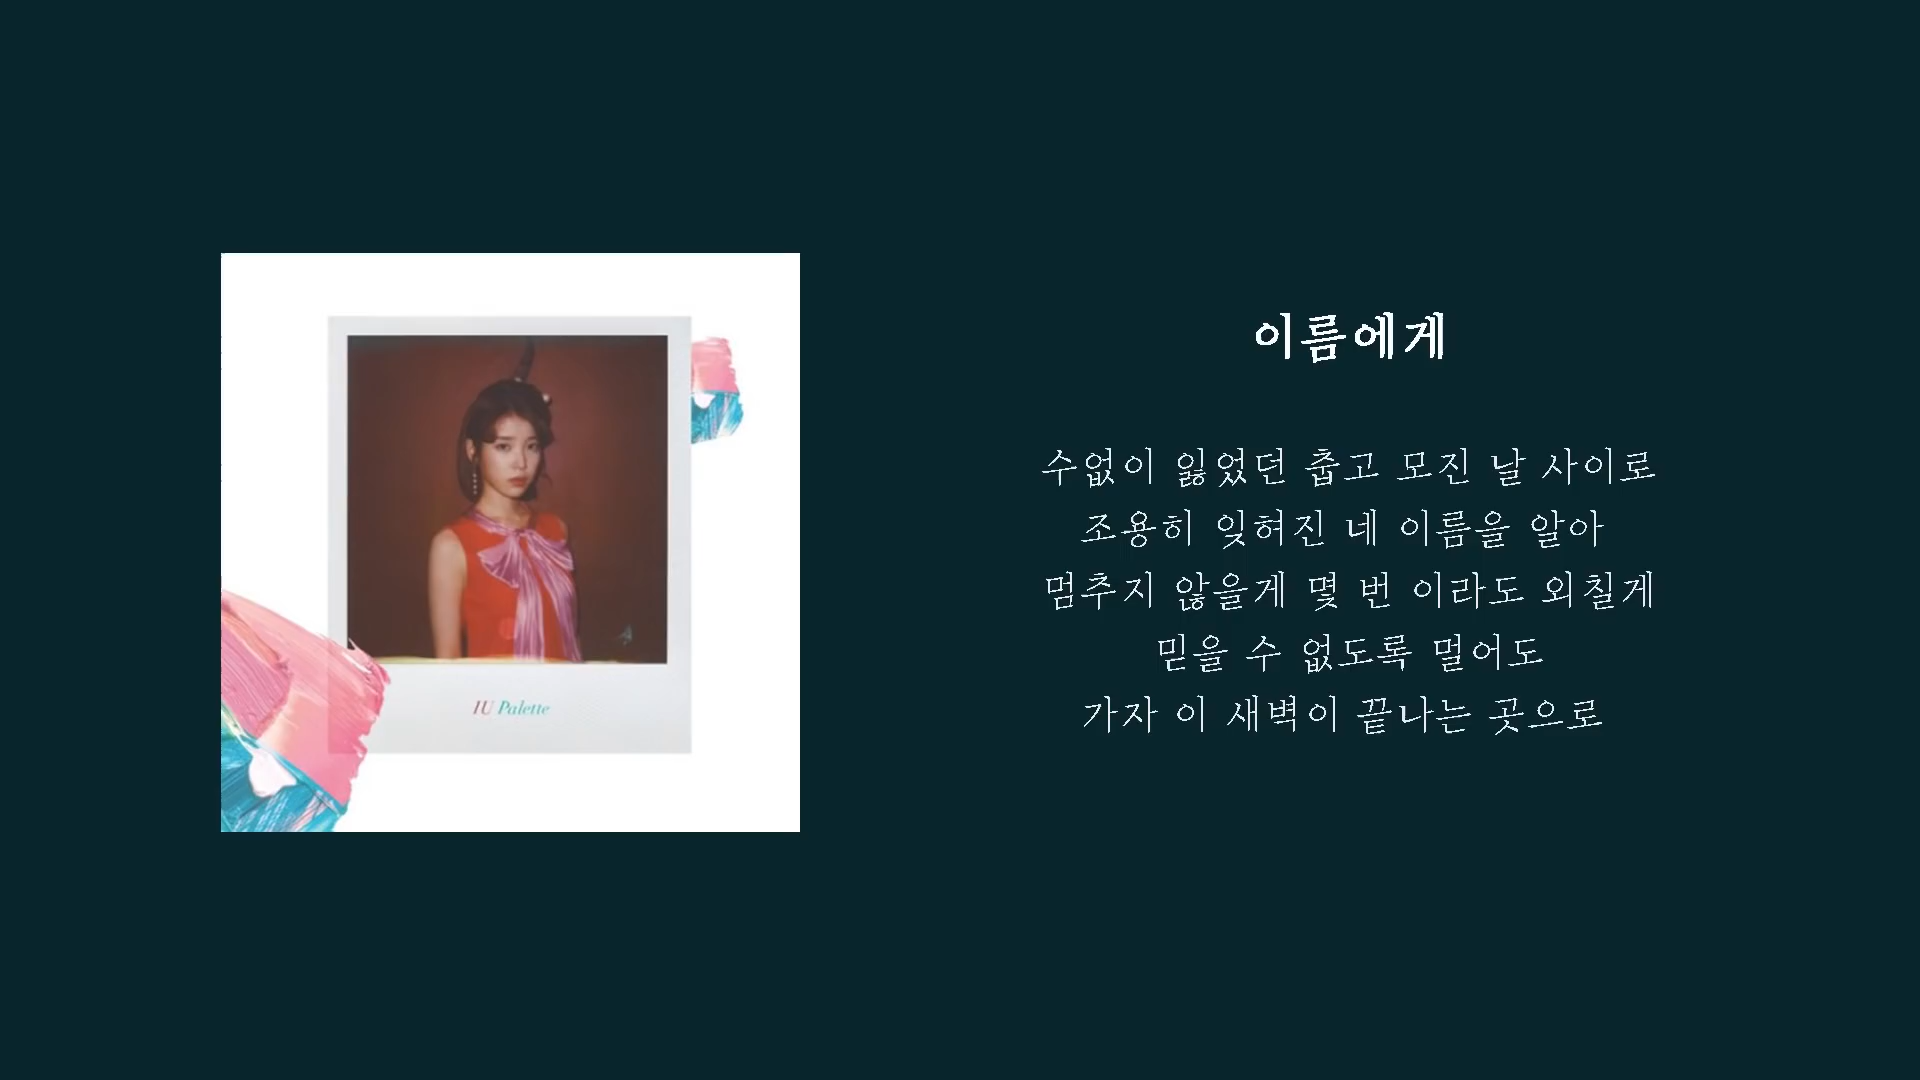 IU Palette
이름에게
수없이 잃었던 춥고 모진 날 사이로
조용히 잊혀진 네 이름을 알아
멈추지 않을게 몇 번 이라도 외칠게
믿을 수 없도록 멀어도
가자 이 새벽이 끝나는 곳으로